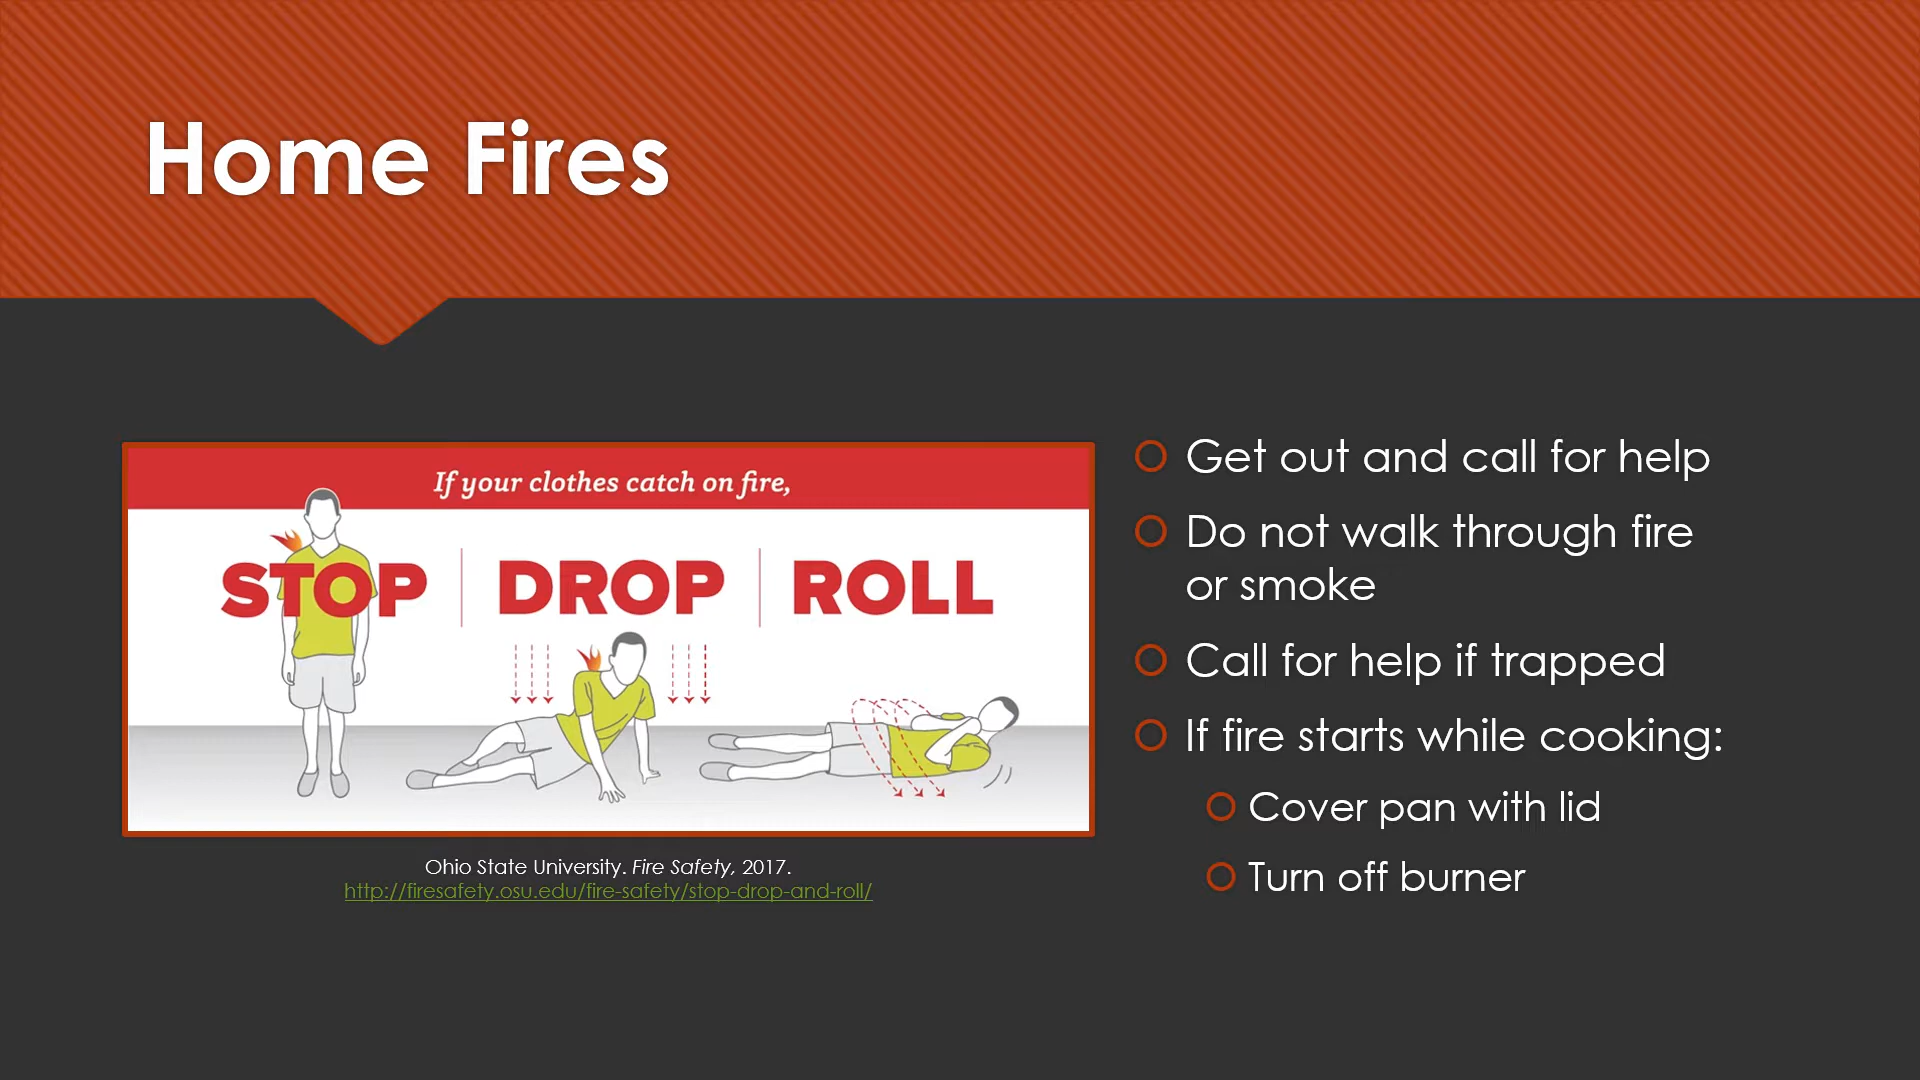 Home Fires
If your clothes catch on fire,
STOP DROP ROLL
Ohio State University. Fire Safety, 2017.
http://firesafety.osu.edu/fire-safety/stop-drop-and-roll/
Get out and call for help
Do not walk through fire
or smoke
Call for help if trapped
If fire starts while cooking:
Cover pan with lid
Turn off burner